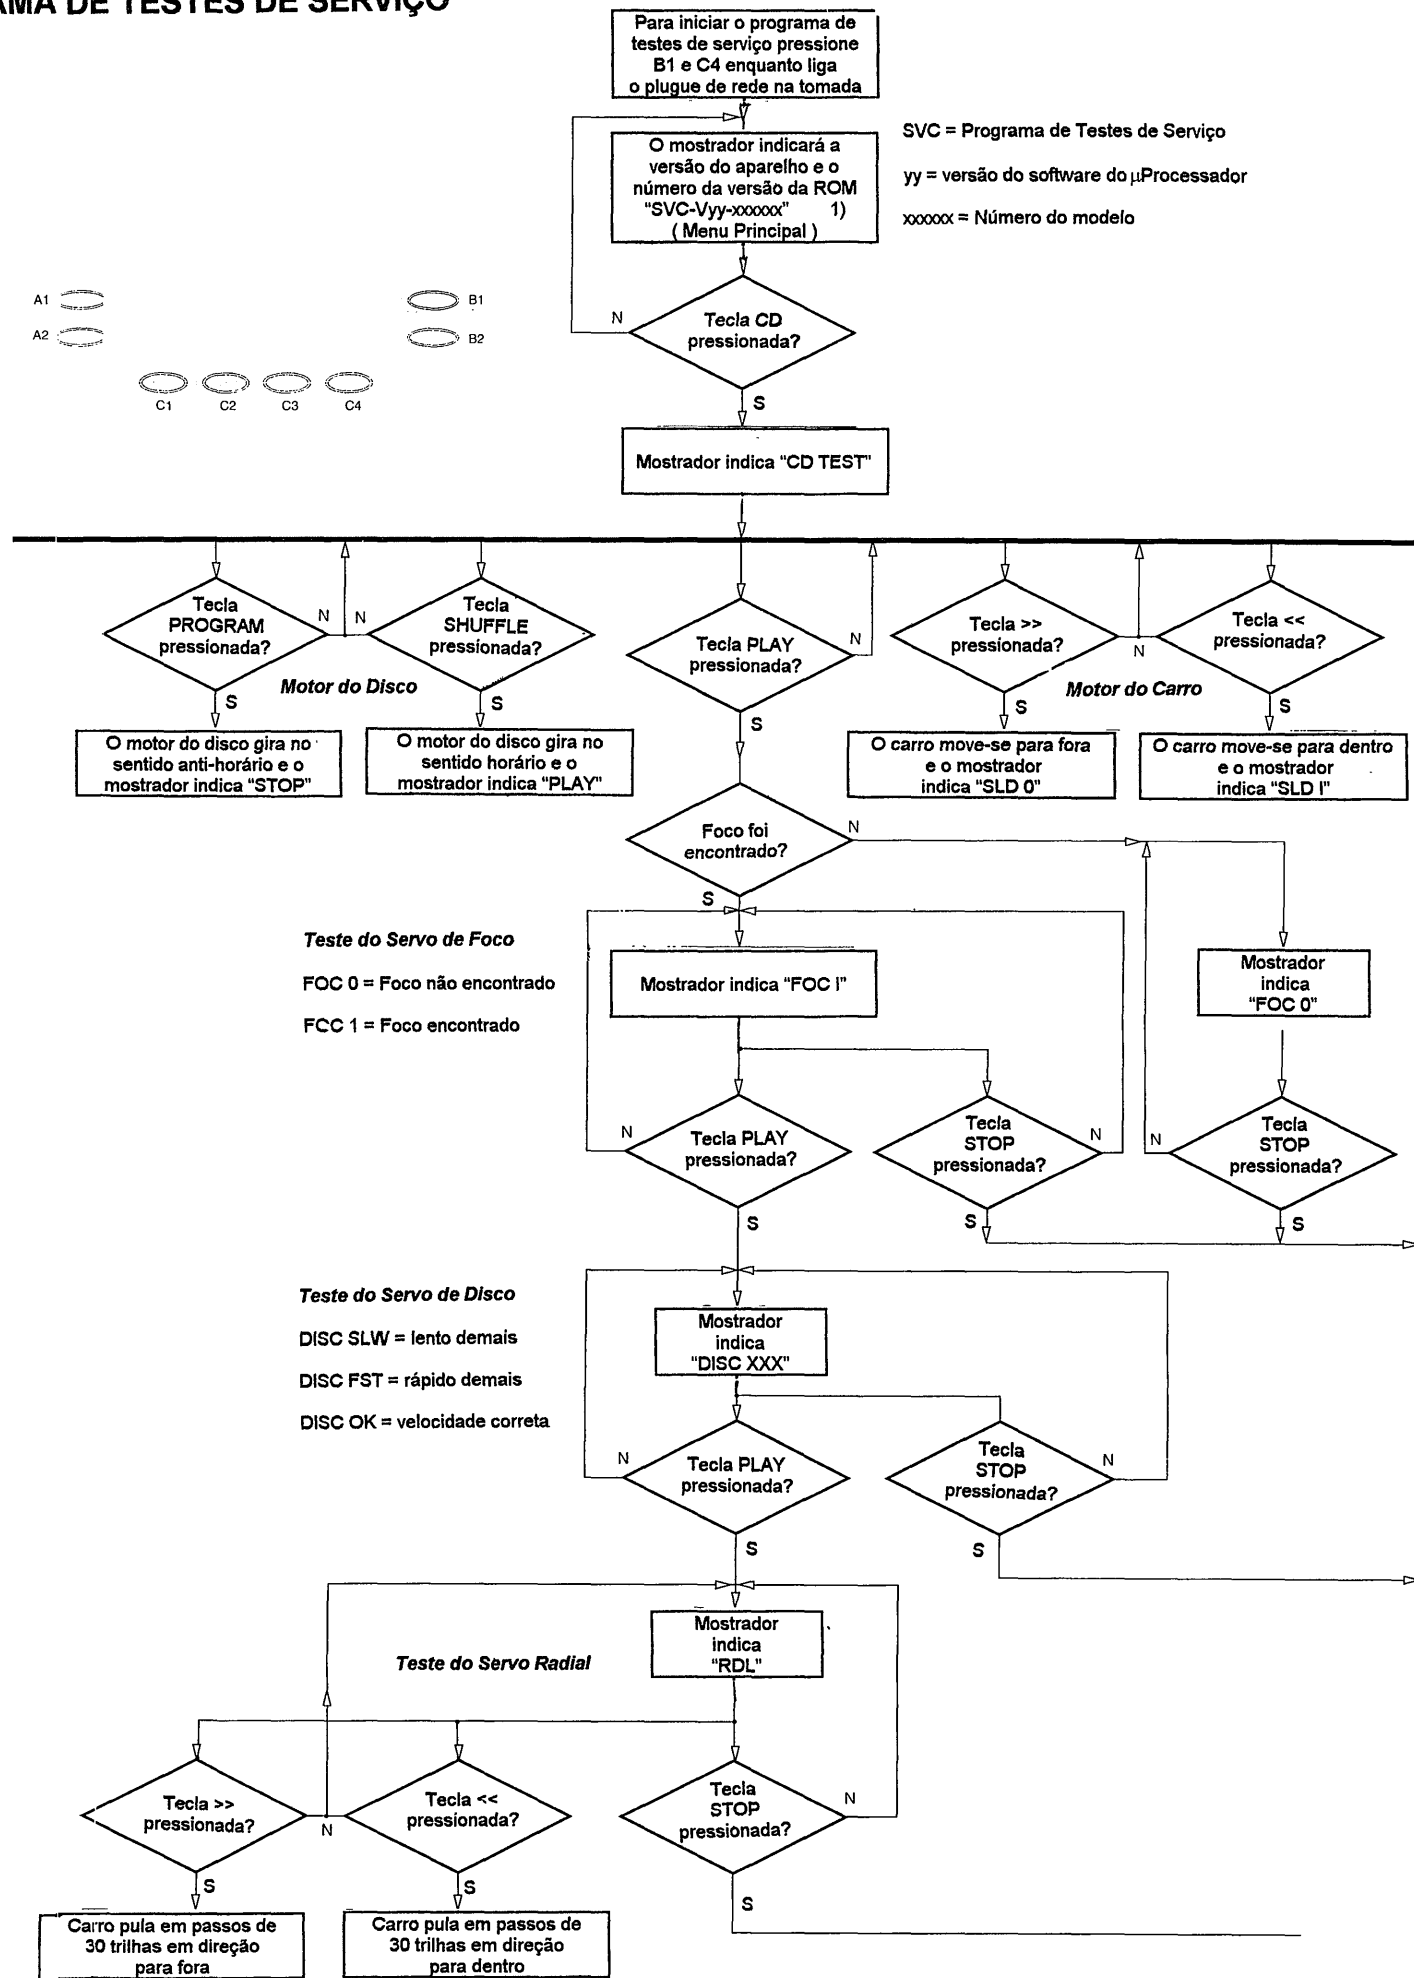 AMA DE TESTES DE SERVIÇO
Para iniciar o programa de
testes de serviço pressione
B1 e C4 enquanto liga
o plugue de rede na tomada
O mostrador indicará a
versão do aparelho e o
número da versão da ROM
“SVC-Vyy-xxxxxx” 1)
( Menu Principal )
SVC = Programa de Testes de Serviço
yy = versão do software do µProcessador
xxxxxx = Número do modelo
A1
A2
B1
B2
C1 C2 C3 C4
Tecla CD
pressionada?
N
S
Mostrador indica “CD TEST”
Tecla
PROGRAM
pressionada?
N
S
Tecla
SHUFFLE
pressionada?
N
S
Motor do Disco
O motor do disco gira no
sentido anti-horário e o
mostrador indica “STOP”
O motor do disco gira no
sentido horário e o
mostrador indica “PLAY”
Tecla PLAY
pressionada?
N
S
Tecla >>
pressionada?
N
S
Tecla <<
pressionada?
S
Motor do Carro
O carro move-se para fora
e o mostrador
indica “SLD 0”
O carro move-se para dentro
e o mostrador
indica “SLD I”
Foco foi
encontrado?
N
S
Teste do Servo de Foco
FOC 0 = Foco não encontrado
FCC 1 = Foco encontrado
Mostrador indica “FOC I”
Mostrador
indica
“FOC 0”
Tecla PLAY
pressionada?
N
S
Tecla
STOP
pressionada?
N
S
Tecla
STOP
pressionada?
N
S
Teste do Servo de Disco
DISC SLW = lento demais
DISC FST = rápido demais
DISC OK = velocidade correta
Mostrador
indica
“DISC XXX”
Tecla PLAY
pressionada?
N
S
Tecla
STOP
pressionada?
N
S
Teste do Servo Radial
Mostrador
indica
“RDL”
Tecla >>
pressionada?
N
S
Tecla <<
pressionada?
S
Tecla
STOP
pressionada?
N
S
Carro pula em passos de
30 trilhas em direção
para fora
Carro pula em passos de
30 trilhas em direção
para dentro